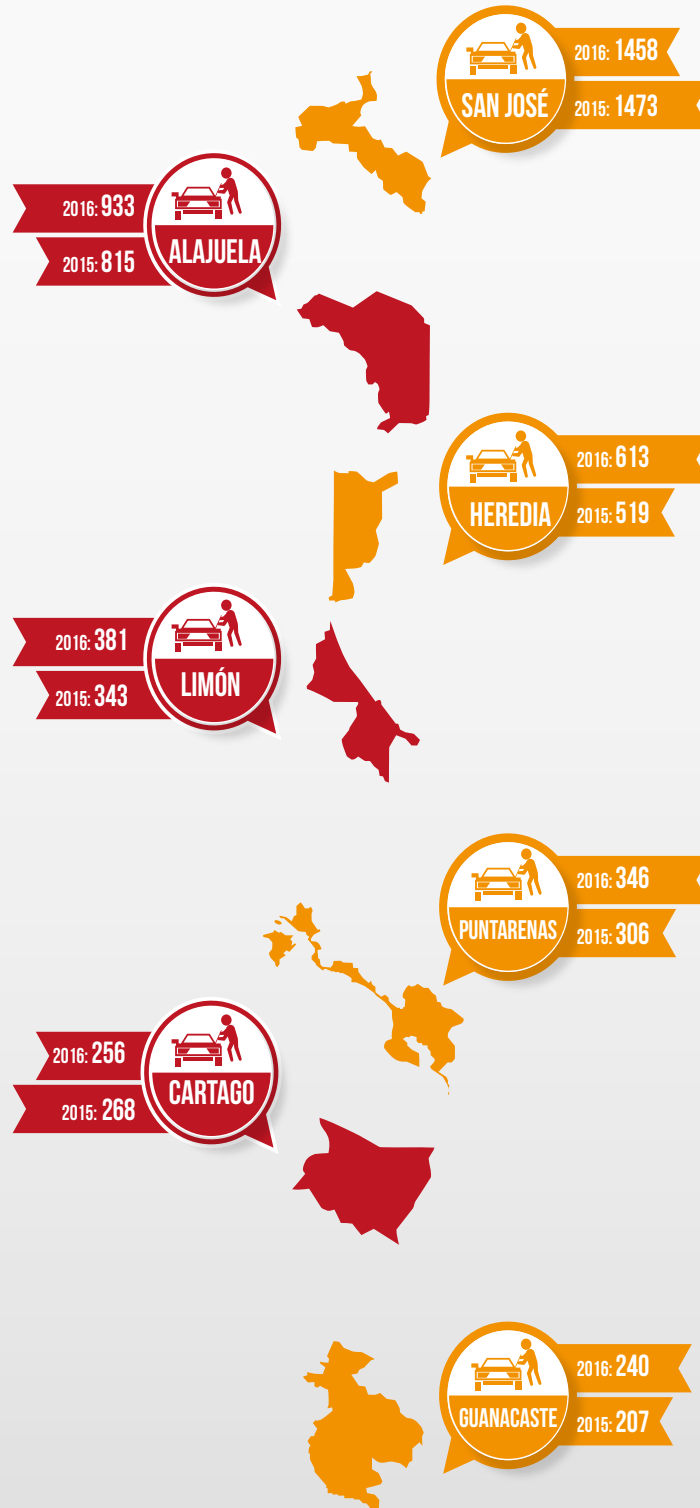 2016: 1458
SAN JOSÉ
2015: 1473
2016: 933
ALAJUELA
2015: 815
2016: 613
HEREDIA
2015: 519
2016: 381
LIMÓN
2015: 343
2016: 346
PUNTARENAS
2015: 306
2016: 256
CARTAGO
2015: 268
2016: 240
GUANACASTE
2015: 207